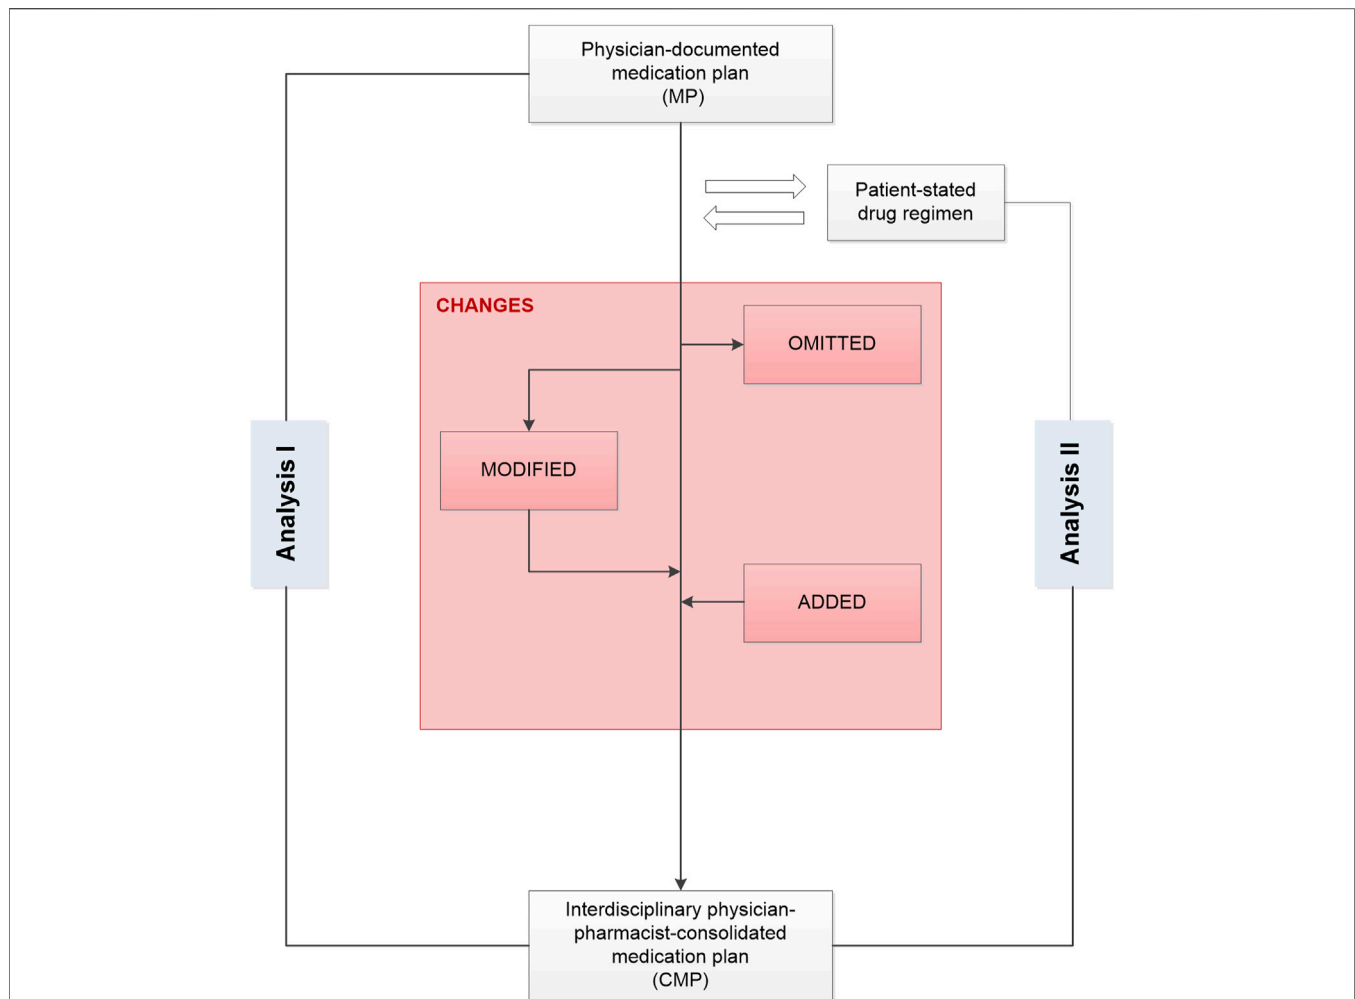 Physician-documented
medication plan
(MP)
Patient-stated
drug regimen
CHANGES
OMITTED
MODIFIED
Analysis I
Analysis II
ADDED
Interdisciplinary physician-
pharmacist-consolidated
medication plan
(CMP)